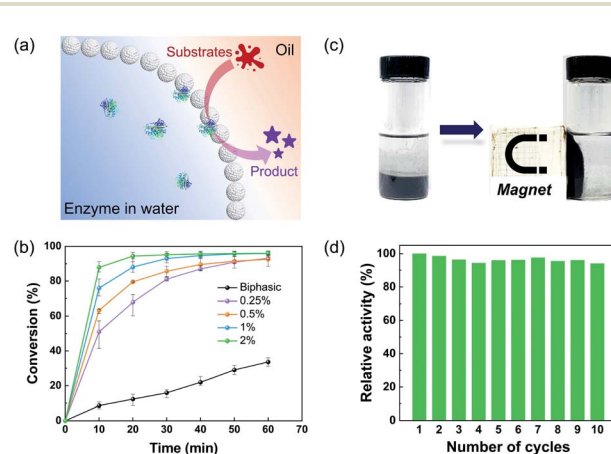 (a)
Substrates
Oil
Product
Enzyme in water
(c)
Magnet
(b)
100
80
60
40
20
0
Conversion (%)
Biphasic
0.25%
0.5%
1%
2%
0 10 20 30 40 50 60 70
Time (min)
(d)
100
80
60
40
20
0
Relative activity (%)
1 2 3 4 5 6 7 8 9 10
Number of cycles